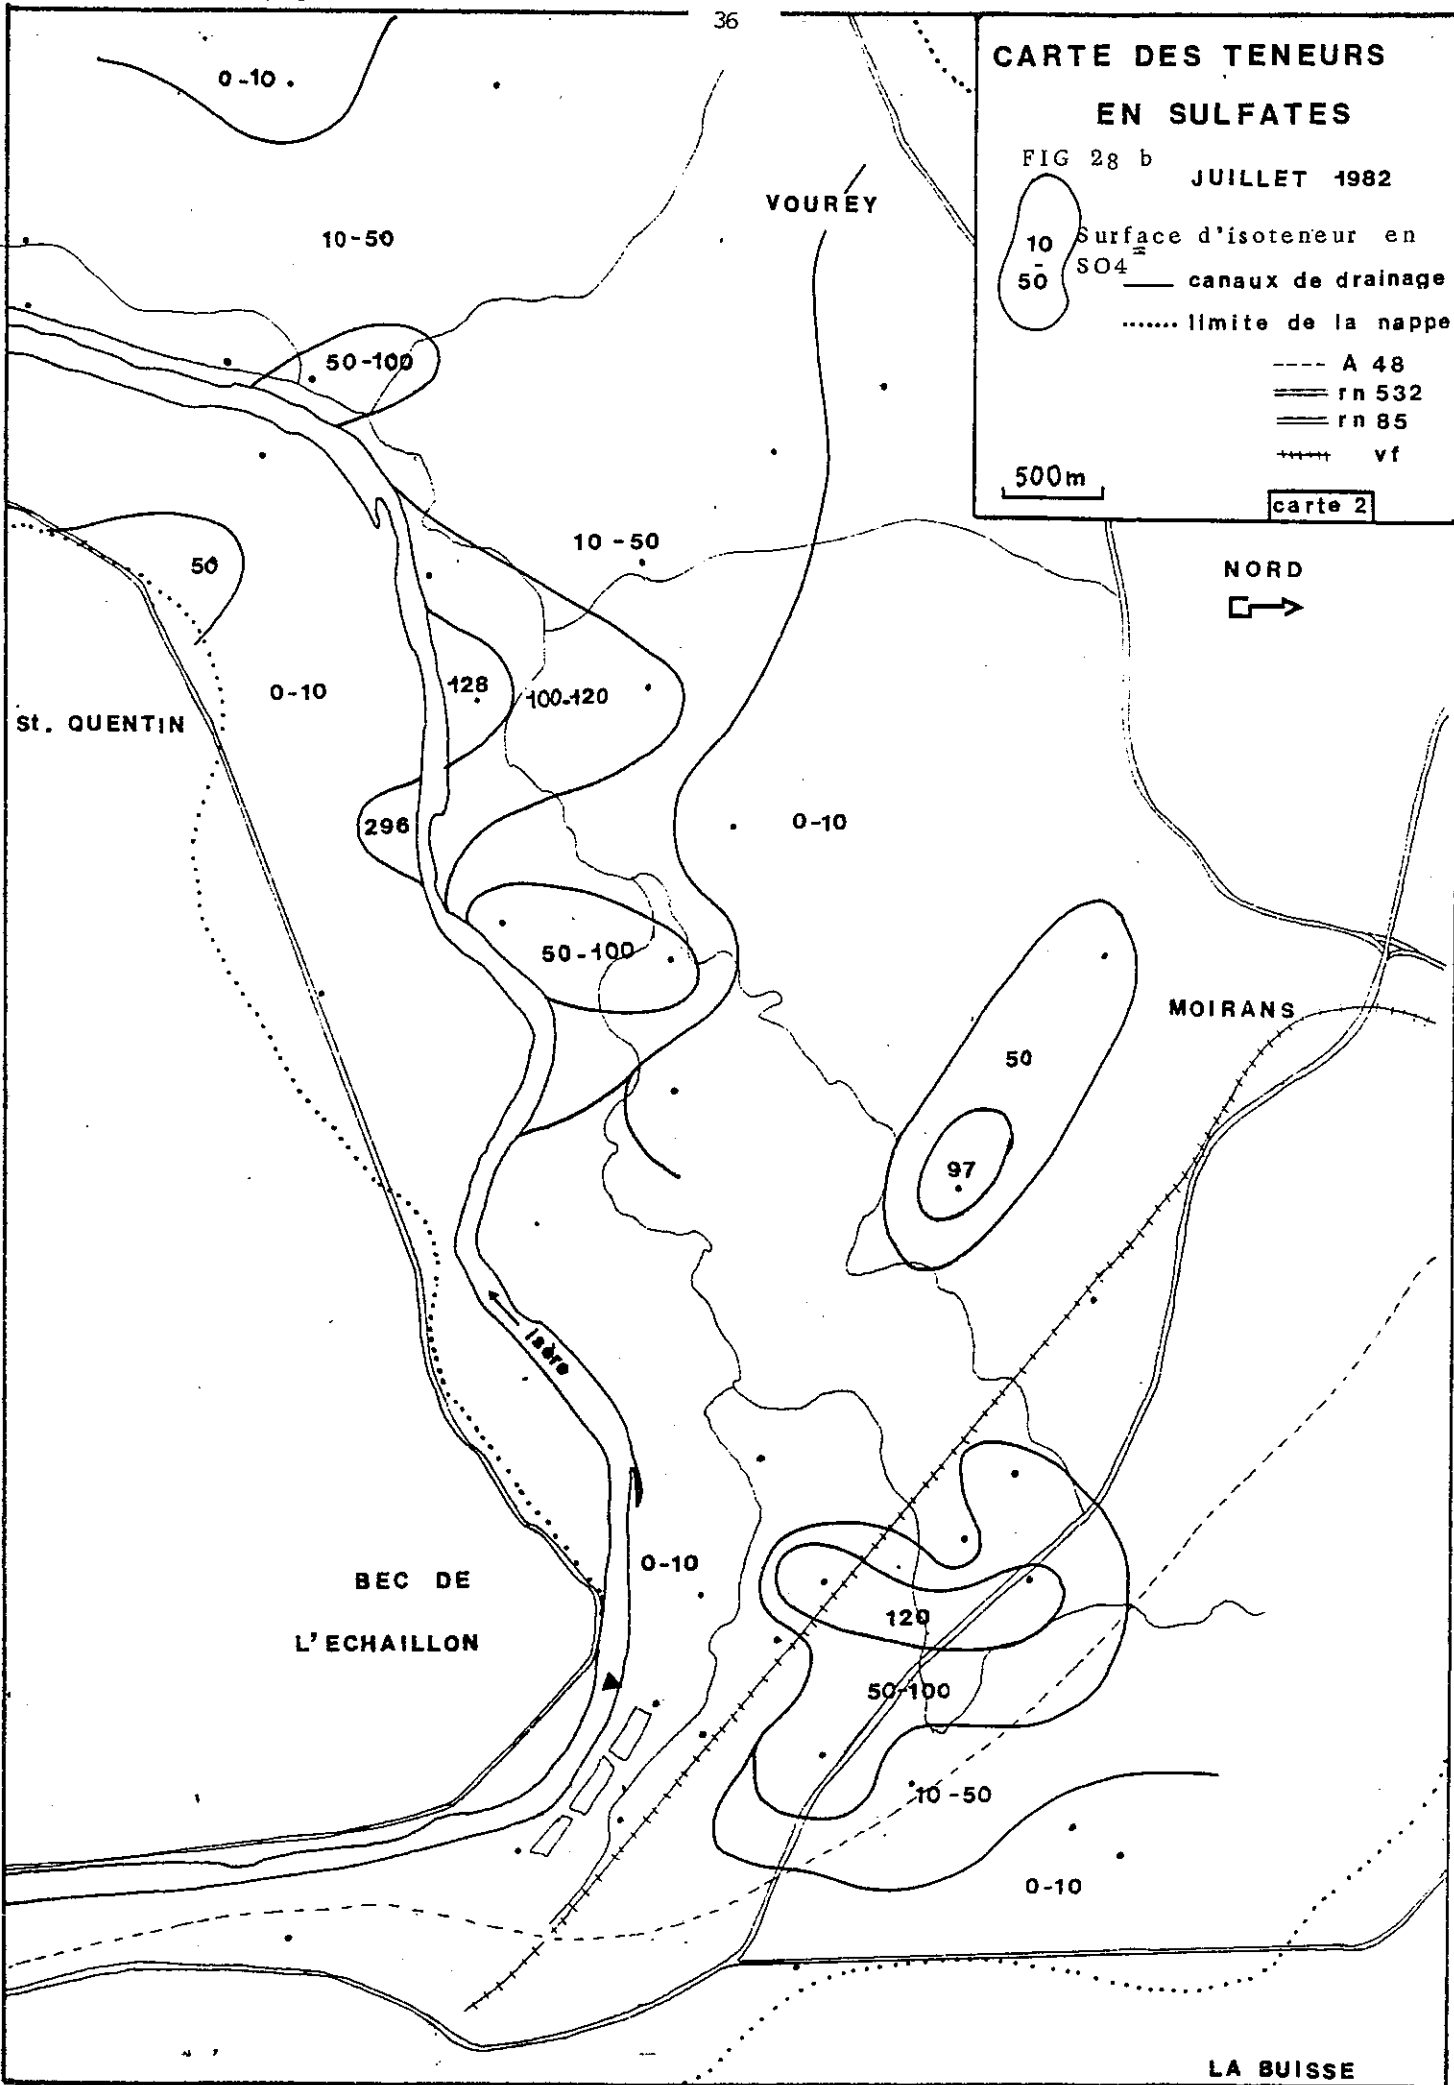 36
CARTE DES TENEURS
EN SULFATES
FIG 28 b
JUILLET 1982
10
-
50
Surface d'isoteneur en
SO4=
canaux de drainage
limite de la nappe
A 48
rn 532
rn 85
vf
500m
carte 2
NORD
0-10
VOUREY
10-50
50-100
10-50
50
0-10
128
100-120
St. QUENTIN
296
0-10
50-100
MOIRANS
50
97
Isère
0-10
BEC DE
L'ECHAILLON
120
50-100
10-50
0-10
LA BUISSE